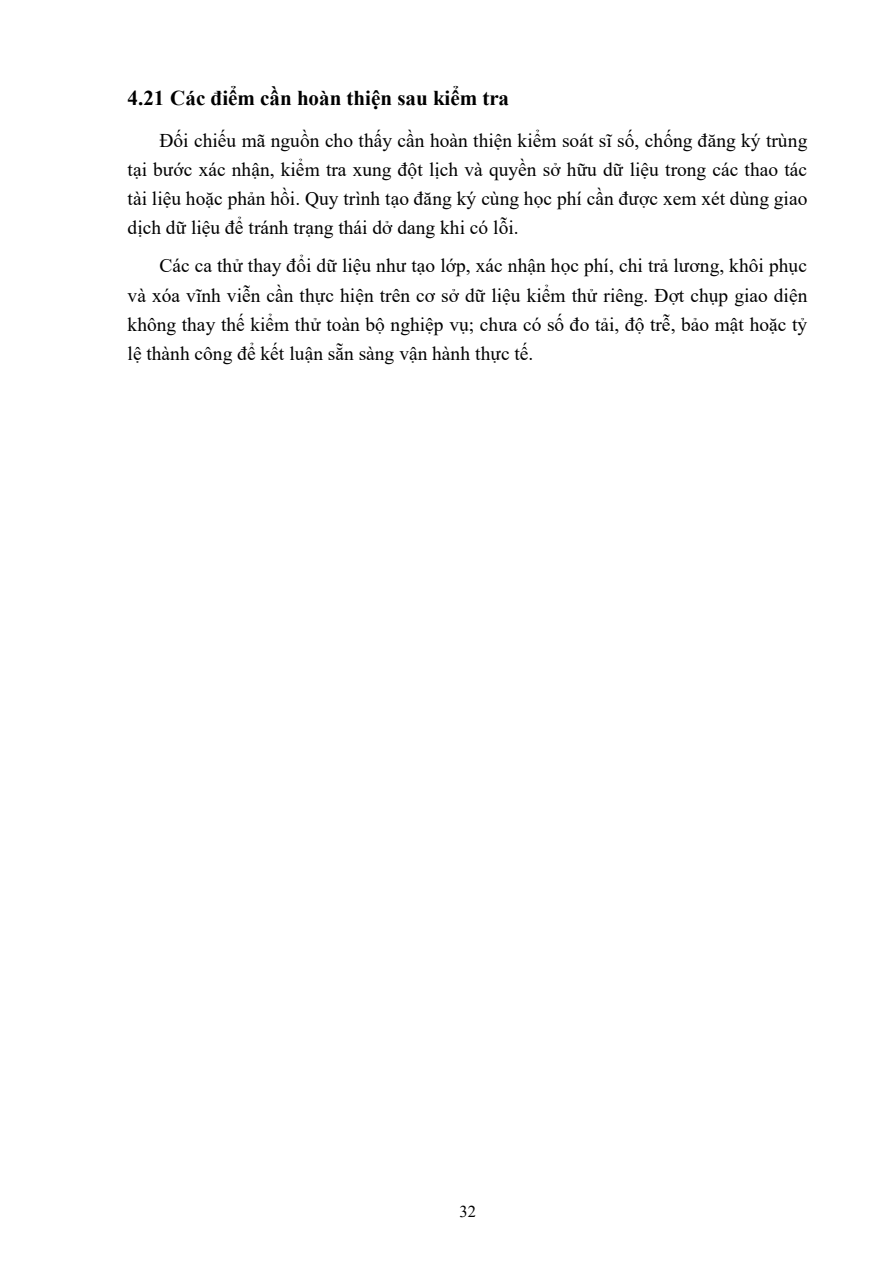 4.21 Các điểm cần hoàn thiện sau kiểm tra
Đối chiếu mã nguồn cho thấy cần hoàn thiện kiểm soát sĩ số, chống đăng ký trùng
tại bước xác nhận, kiểm tra xung đột lịch và quyền sở hữu dữ liệu trong các thao tác
tài liệu hoặc phản hồi. Quy trình tạo đăng ký cùng học phí cần được xem xét dùng giao
dịch dữ liệu để tránh trạng thái dở dang khi có lỗi.
Các ca thử thay đổi dữ liệu như tạo lớp, xác nhận học phí, chi trả lương, khôi phục
và xóa vĩnh viễn cần thực hiện trên cơ sở dữ liệu kiểm thử riêng. Đợt chụp giao diện
không thay thế kiểm thử toàn bộ nghiệp vụ; chưa có số đo tải, độ trễ, bảo mật hoặc tỷ
lệ thành công để kết luận sẵn sàng vận hành thực tế.
32